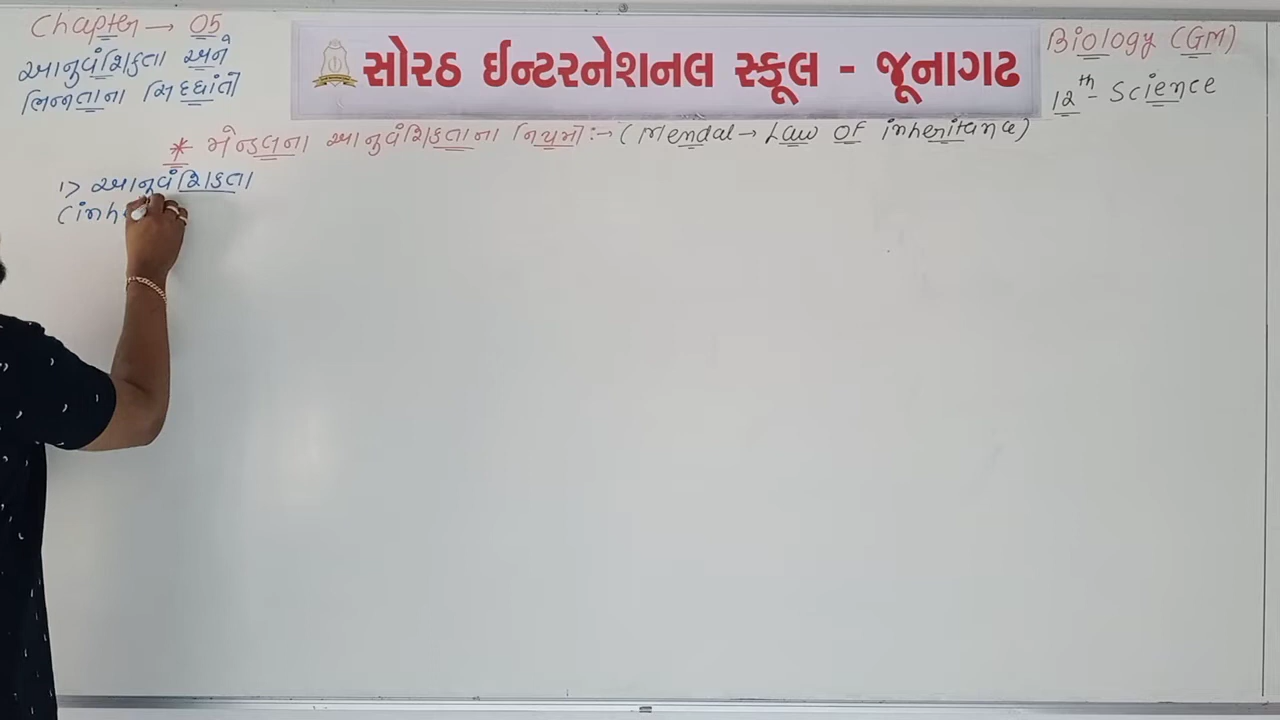 Chapter → 05
આનુવંશિકતા અને
ભિન્નતાના સિદ્ધાંતો
સોરઠ ઈન્ટરનેશનલ સ્કૂલ - જૂનાગઢ
Biology (GM)
12th - Science
* મેન્ડલના આનુવંશિકતાના નિયમો:→ (Mendal → Law OF inheritance)
1> આનુવંશિકતા
(inh